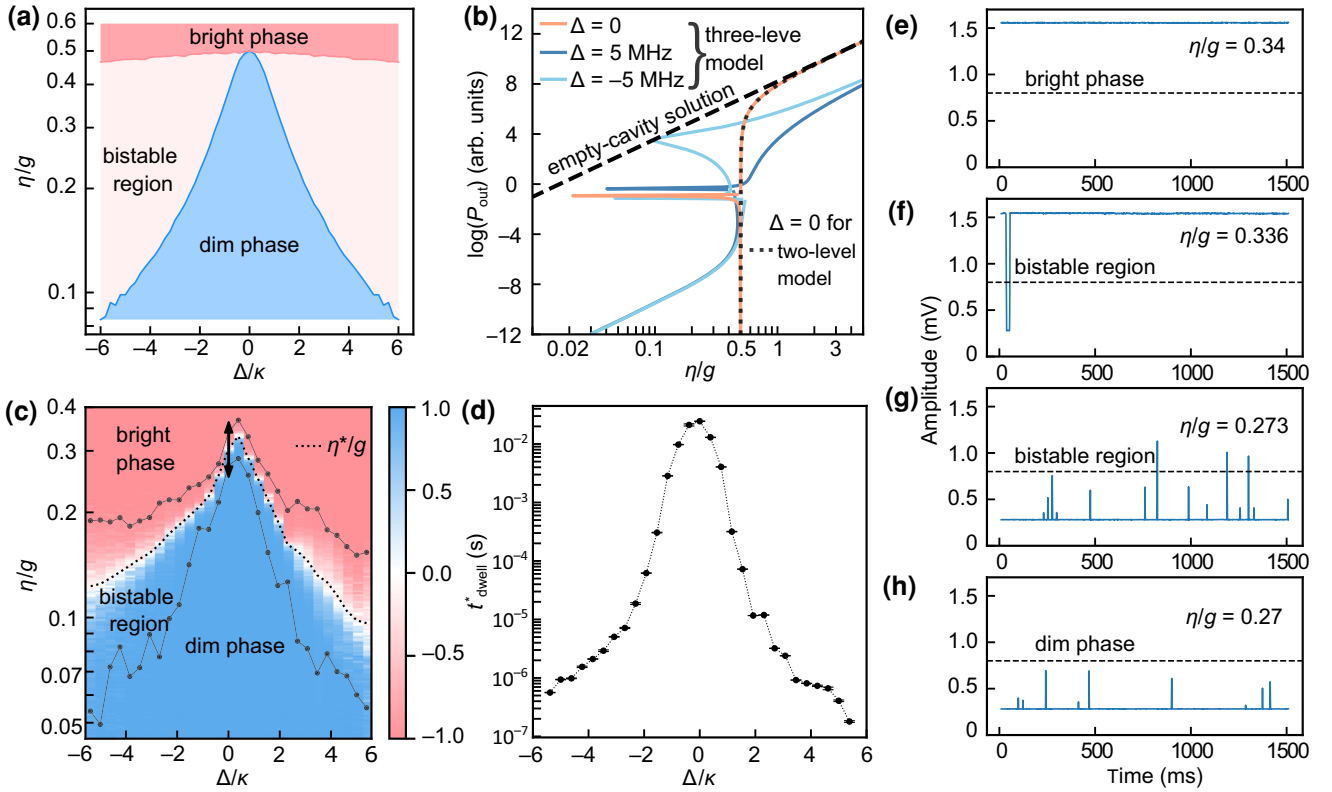 (a)
0.6
0.5
0.4
0.3
0.2
0.1
η/g
bright phase
bistable
region
dim phase
−6
−4
−2
0
2
4
6
Δ/κ
(b)
12
8
4
0
−4
−8
−12
log(Pout) (arb. units)
Δ = 0
Δ = 5 MHz
Δ = −5 MHz
three-leve
model
empty-cavity solution
Δ = 0 for
two-level
model
0.02
0.1
0.5
1
3
η/g
(c)
0.4
0.3
0.2
0.1
0.07
0.05
η/g
bright
phase
η*/g
bistable
region
dim phase
−6
−4
−2
0
2
4
6
Δ/κ
1.0
0.5
0.0
−0.5
−1.0
(d)
10−2
10−3
10−4
10−5
10−6
10−7
t*dwell (s)
−6
−4
−2
0
2
4
6
Δ/κ
Amplitude (mV)
(e)
1.5
1.0
0.5
0
η/g = 0.34
bright phase
0
500
1000
1500
(f)
1.5
1.0
0.5
0
η/g = 0.336
bistable region
0
500
1000
1500
(g)
1.5
1.0
0.5
0
η/g = 0.273
bistable region
0
500
1000
1500
(h)
1.5
1.0
0.5
0
η/g = 0.27
dim phase
0
500
1000
1500
Time (ms)